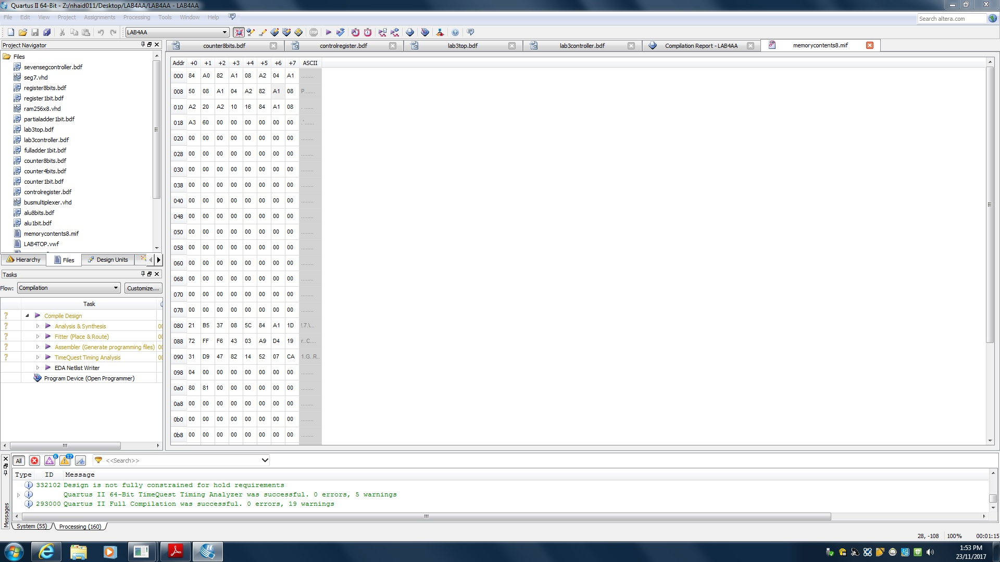 Quartus II 64-Bit - Z:/nhaid011/Desktop/LAB4AA/LAB4AA - LAB4AA
File Edit View Project Assignments Processing Tools Window Help
Search altera.com
LAB4AA
Project Navigator
counter8bits.bdf controlregister.bdf lab3top.bdf lab3controller.bdf Compilation Report - LAB4AA memorycontents8.mif
Files
sevensegcontroller.bdf
seg7.vhd
register8bits.bdf
register1bit.bdf
ram256x8.vhd
partialadder1bit.bdf
lab3top.bdf
lab3controller.bdf
fulladder1bit.bdf
counter8bits.bdf
counter4bits.bdf
counter1bit.bdf
controlregister.bdf
busmultiplexer.vhd
alu8bits.bdf
alu1bit.bdf
memorycontents8.mif
LAB4TOP.vwf
Hierarchy Files Design Units
Tasks
Flow: Compilation Customize...
Task
Compile Design
Analysis & Synthesis 00
Fitter (Place & Route) 00
Assembler (Generate programming files) 00
TimeQuest Timing Analysis 00
EDA Netlist Writer
Program Device (Open Programmer)
Addr +0 +1 +2 +3 +4 +5 +6 +7 ASCII
000 84 A0 82 A1 08 A2 04 A1 ........
008 50 08 A1 04 A2 82 A1 08 P.......
010 A2 20 A2 10 16 84 A1 08 . ......
018 A3 60 00 00 00 00 00 00 .`......
020 00 00 00 00 00 00 00 00 ........
028 00 00 00 00 00 00 00 00 ........
030 00 00 00 00 00 00 00 00 ........
038 00 00 00 00 00 00 00 00 ........
040 00 00 00 00 00 00 00 00 ........
048 00 00 00 00 00 00 00 00 ........
050 00 00 00 00 00 00 00 00 ........
058 00 00 00 00 00 00 00 00 ........
060 00 00 00 00 00 00 00 00 ........
068 00 00 00 00 00 00 00 00 ........
070 00 00 00 00 00 00 00 00 ........
078 00 00 00 00 00 00 00 00 ........
080 21 B5 37 08 5C 84 A1 1D !.7.\...
088 72 FF F6 43 03 A9 D4 19 r..C....
090 31 D9 47 82 14 52 07 CA 1.G..R..
098 04 00 00 00 00 00 00 00 ........
0a0 80 81 00 00 00 00 00 00 ........
0a8 00 00 00 00 00 00 00 00 ........
0b0 00 00 00 00 00 00 00 00 ........
0b8 00 00 00 00 00 00 00 00 ........
All 6 12 <<Search>>
Type ID Message
332102 Design is not fully constrained for hold requirements
Quartus II 64-Bit TimeQuest Timing Analyzer was successful. 0 errors, 5 warnings
293000 Quartus II Full Compilation was successful. 0 errors, 19 warnings
Messages
System (55) Processing (160)
28, -108 100% 00:01:15
1:53 PM
23/11/2017